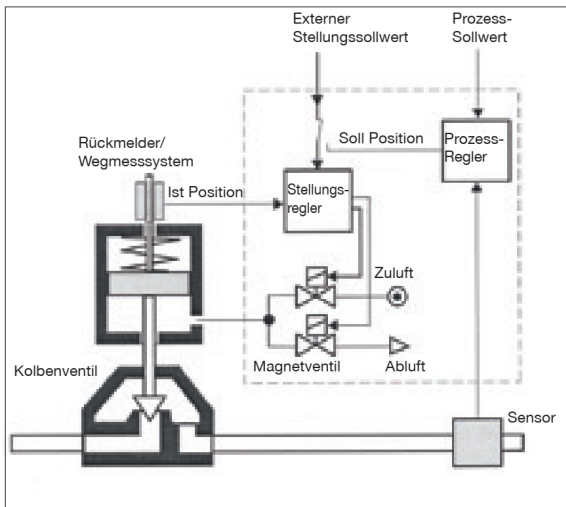 Externer
Stellungssollwert
Prozess-
Sollwert
Rückmelder/
Wegmesssystem
Soll Position
Prozess-
Regler
Ist Position
Stellungs-
regler
Zuluft
Kolbenventil
Magnetventil
Abluft
Sensor